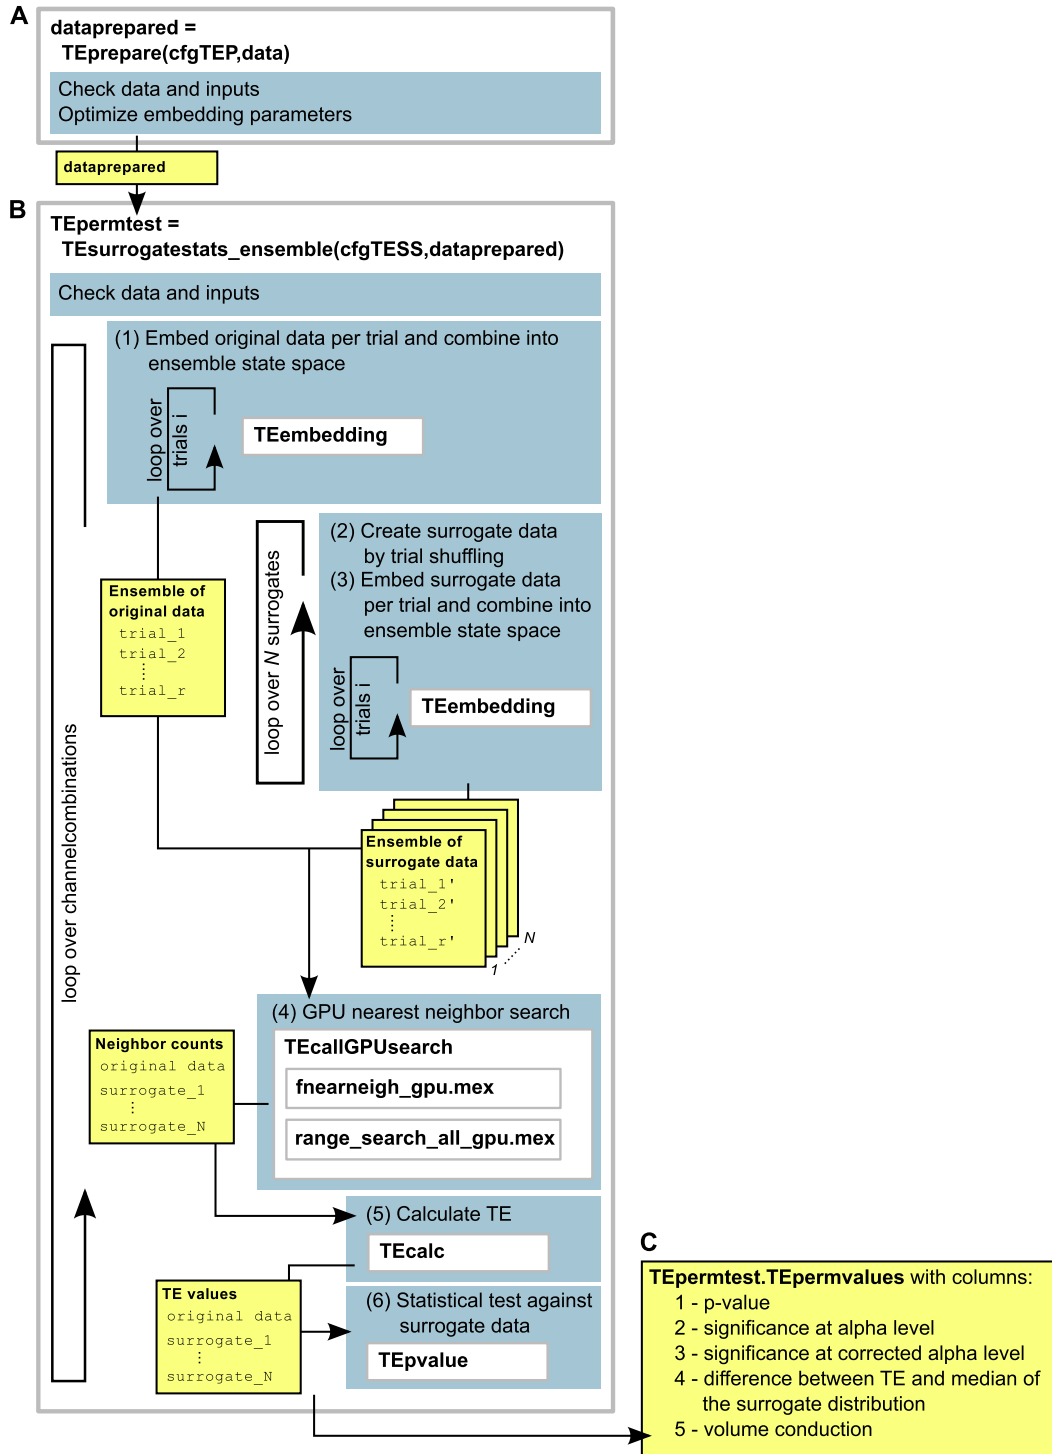 A
dataprepared =
TEprepare(cfgTEP,data)
Check data and inputs
Optimize embedding parameters
dataprepared
B
TEpermtest =
TEsurrogatestats_ensemble(cfgTESS,dataprepared)
Check data and inputs
(1) Embed original data per trial and combine into
ensemble state space
loop over
trials i
TEembedding
loop over channelcombinations
loop over N surrogates
(2) Create surrogate data
by trial shuffling
(3) Embed surrogate data
per trial and combine into
ensemble state space
loop over
trials i
TEembedding
Ensemble of
original data
trial_1
trial_2
trial_r
Ensemble of
surrogate data
trial_1'
trial_2'
trial_r'
1 ...... N
(4) GPU nearest neighbor search
TEcallGPUsearch
fnearneigh_gpu.mex
range_search_all_gpu.mex
Neighbor counts
original data
surrogate_1
surrogate_N
(5) Calculate TE
TEcalc
TE values
original data
surrogate_1
surrogate_N
(6) Statistical test against
surrogate data
TEpvalue
C
TEpermtest.TEpermvalues with columns:
1 - p-value
2 - significance at alpha level
3 - significance at corrected alpha level
4 - difference between TE and median of
the surrogate distribution
5 - volume conduction